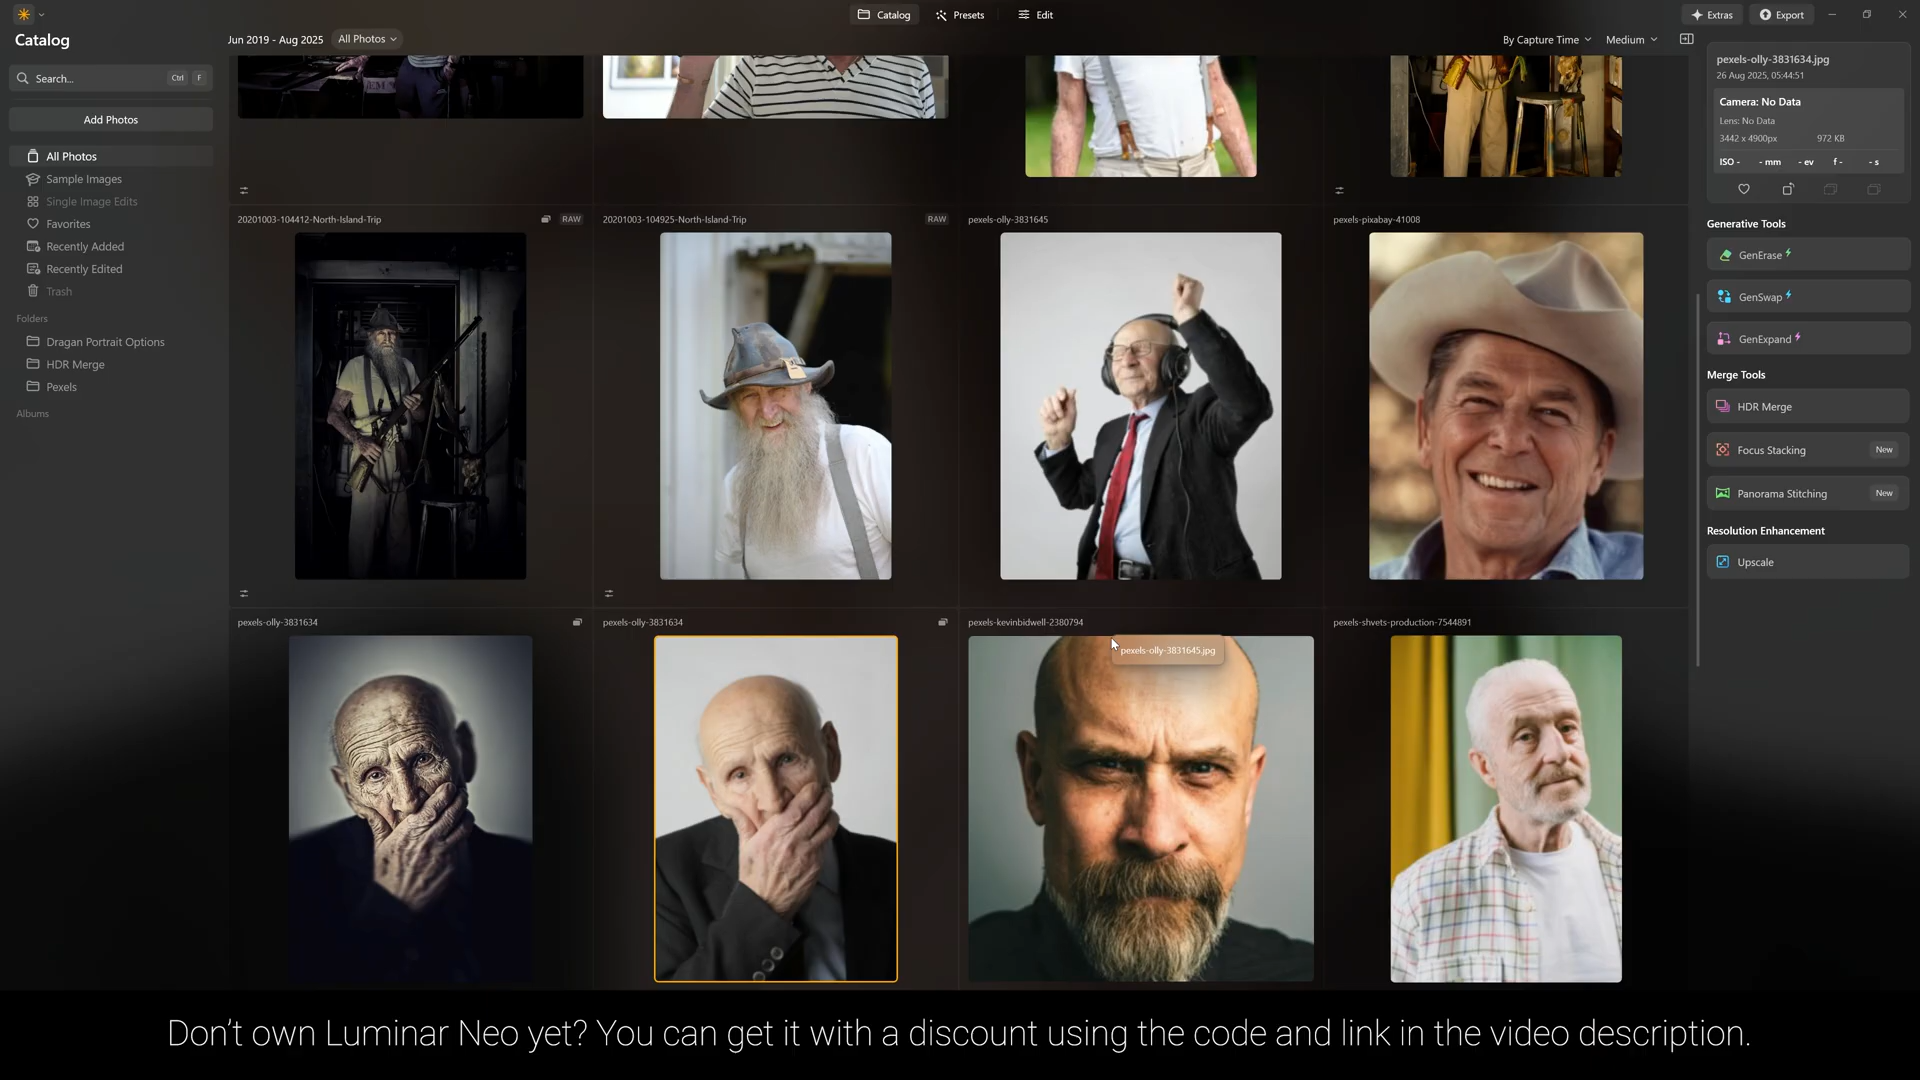 Catalog
Presets
Edit
Extras
Export
Catalog
Jun 2019 - Aug 2025
All Photos
By Capture Time
Medium
Search...
Ctrl
F
Add Photos
All Photos
Sample Images
Single Image Edits
Favorites
Recently Added
Recently Edited
Trash
Folders
Dragan Portrait Options
HDR Merge
Pexels
Albums
20201003-104412-North-Island-Trip
RAW
20201003-104925-North-Island-Trip
RAW
pexels-olly-3831645
pexels-pixabay-41008
pexels-olly-3831634
pexels-olly-3831634
pexels-kevinbidwell-2380794
pexels-shvets-production-7544891
pexels-olly-3831645.jpg
pexels-olly-3831634.jpg
26 Aug 2025, 05:44:51
Camera: No Data
Lens: No Data
3442 x 4900px
972 KB
ISO -
- mm
- ev
f -
- s
Generative Tools
GenErase
GenSwap
GenExpand
Merge Tools
HDR Merge
Focus Stacking
New
Panorama Stitching
New
Resolution Enhancement
Upscale
Don't own Luminar Neo yet? You can get it with a discount using the code and link in the video description.